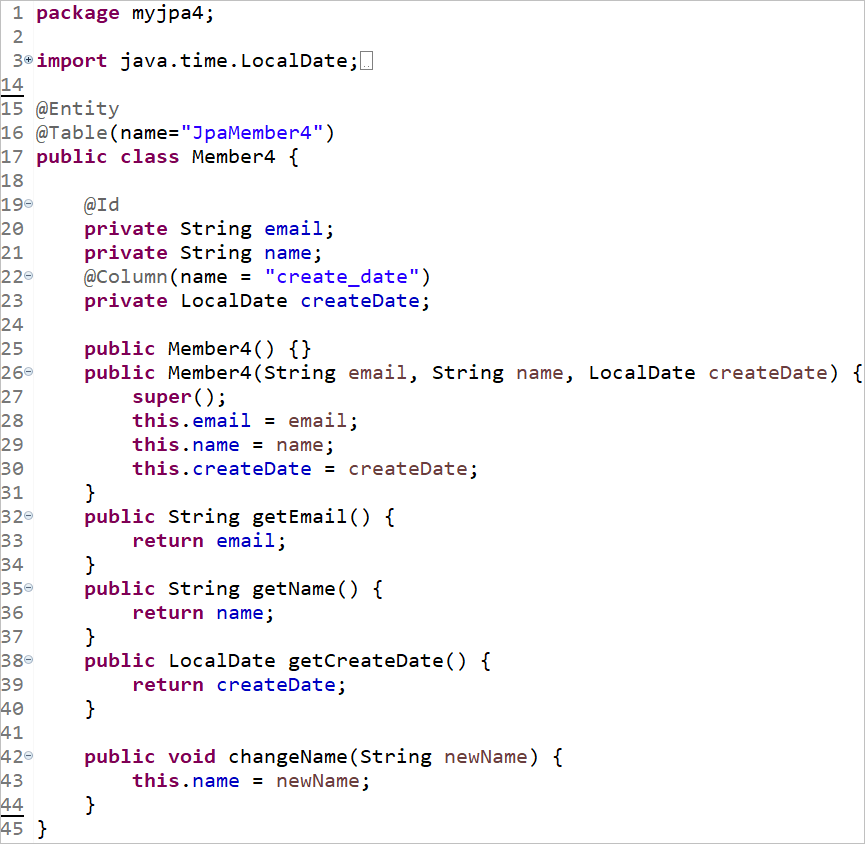 1 package myjpa4;
2
3 import java.time.LocalDate;
14
15 @Entity
16 @Table(name="JpaMember4")
17 public class Member4 {
18
19     @Id
20     private String email;
21     private String name;
22     @Column(name = "create_date")
23     private LocalDate createDate;
24
25     public Member4() {}
26     public Member4(String email, String name, LocalDate createDate) {
27         super();
28         this.email = email;
29         this.name = name;
30         this.createDate = createDate;
31     }
32     public String getEmail() {
33         return email;
34     }
35     public String getName() {
36         return name;
37     }
38     public LocalDate getCreateDate() {
39         return createDate;
40     }
41
42     public void changeName(String newName) {
43         this.name = newName;
44     }
45 }